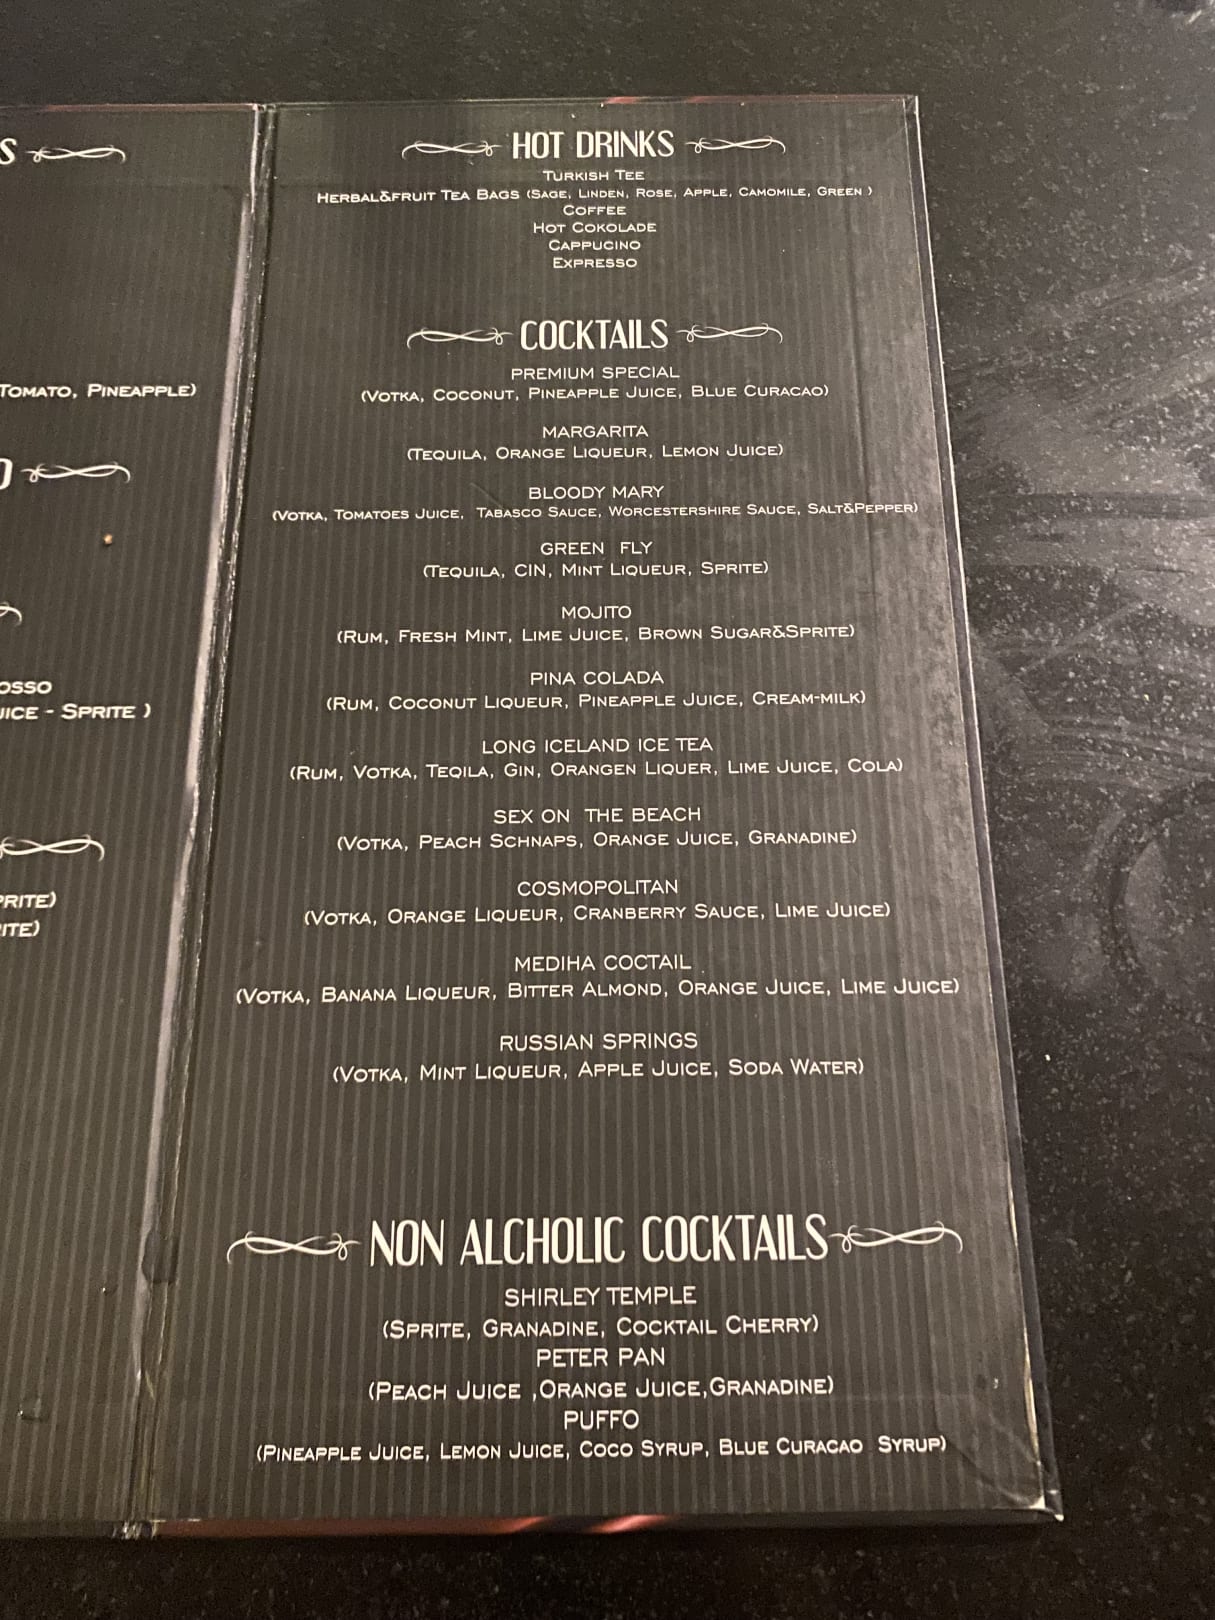 S
TOMATO, PINEAPPLE)
OSSO
UICE - SPRITE )
PRITE)
ITE)
HOT DRINKS
TURKISH TEE
HERBAL&FRUIT TEA BAGS (SAGE, LINDEN, ROSE, APPLE, CAMOMILE, GREEN )
COFFEE
HOT COKOLADE
CAPPUCINO
EXPRESSO
COCKTAILS
PREMIUM SPECIAL
(VOTKA, COCONUT, PINEAPPLE JUICE, BLUE CURACAO)
MARGARITA
(TEQUILA, ORANGE LIQUEUR, LEMON JUICE)
BLOODY MARY
(VOTKA, TOMATOES JUICE, TABASCO SAUCE, WORCESTERSHIRE SAUCE, SALT&PEPPER)
GREEN FLY
(TEQUILA, CIN, MINT LIQUEUR, SPRITE)
MOJITO
(RUM, FRESH MINT, LIME JUICE, BROWN SUGAR&SPRITE)
PINA COLADA
(RUM, COCONUT LIQUEUR, PINEAPPLE JUICE, CREAM-MILK)
LONG ICELAND ICE TEA
(RUM, VOTKA, TEQILA, GIN, ORANGEN LIQUER, LIME JUICE, COLA)
SEX ON THE BEACH
(VOTKA, PEACH SCHNAPS, ORANGE JUICE, GRANADINE)
COSMOPOLITAN
(VOTKA, ORANGE LIQUEUR, CRANBERRY SAUCE, LIME JUICE)
MEDIHA COCTAIL
(VOTKA, BANANA LIQUEUR, BITTER ALMOND, ORANGE JUICE, LIME JUICE)
RUSSIAN SPRINGS
(VOTKA, MINT LIQUEUR, APPLE JUICE, SODA WATER)
NON ALCHOLIC COCKTAILS
SHIRLEY TEMPLE
(SPRITE, GRANADINE, COCKTAIL CHERRY)
PETER PAN
(PEACH JUICE ,ORANGE JUICE,GRANADINE)
PUFFO
(PINEAPPLE JUICE, LEMON JUICE, COCO SYRUP, BLUE CURACAO SYRUP)